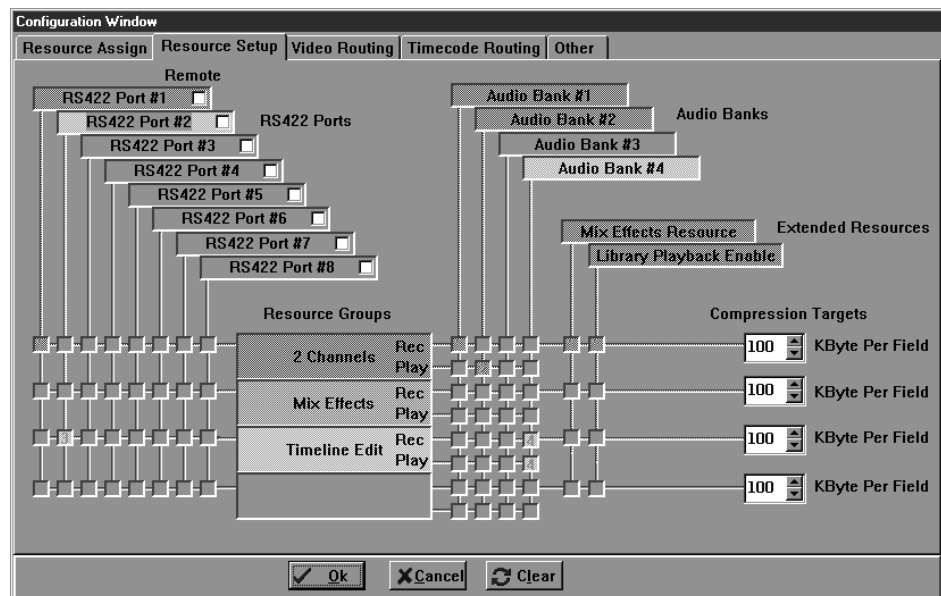 Configuration Window
Resource Assign
Resource Setup
Video Routing
Timecode Routing
Other
Remote
RS422 Port #1
RS422 Port #2
RS422 Port #3
RS422 Port #4
RS422 Port #5
RS422 Port #6
RS422 Port #7
RS422 Port #8
RS422 Ports
Audio Bank #1
Audio Bank #2
Audio Bank #3
Audio Bank #4
Audio Banks
Mix Effects Resource
Library Playback Enable
Extended Resources
Resource Groups
Compression Targets
2 Channels
Rec
Play
100
KByte Per Field
Mix Effects
Rec
Play
100
KByte Per Field
3
Timeline Edit
Rec
Play
4
4
100
KByte Per Field
100
KByte Per Field
Ok
Cancel
Clear